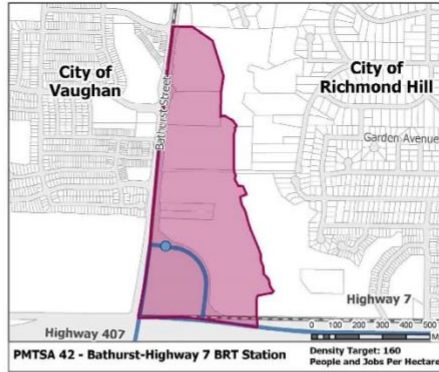 City of
Vaughan
City of
Richmond Hill
Bathurst Street
Garden Avenue
Highway 7
Highway 407
0 100 200 300 400 500
M
PMTSA 42 - Bathurst-Highway 7 BRT Station
Density Target: 160
People and Jobs Per Hectare